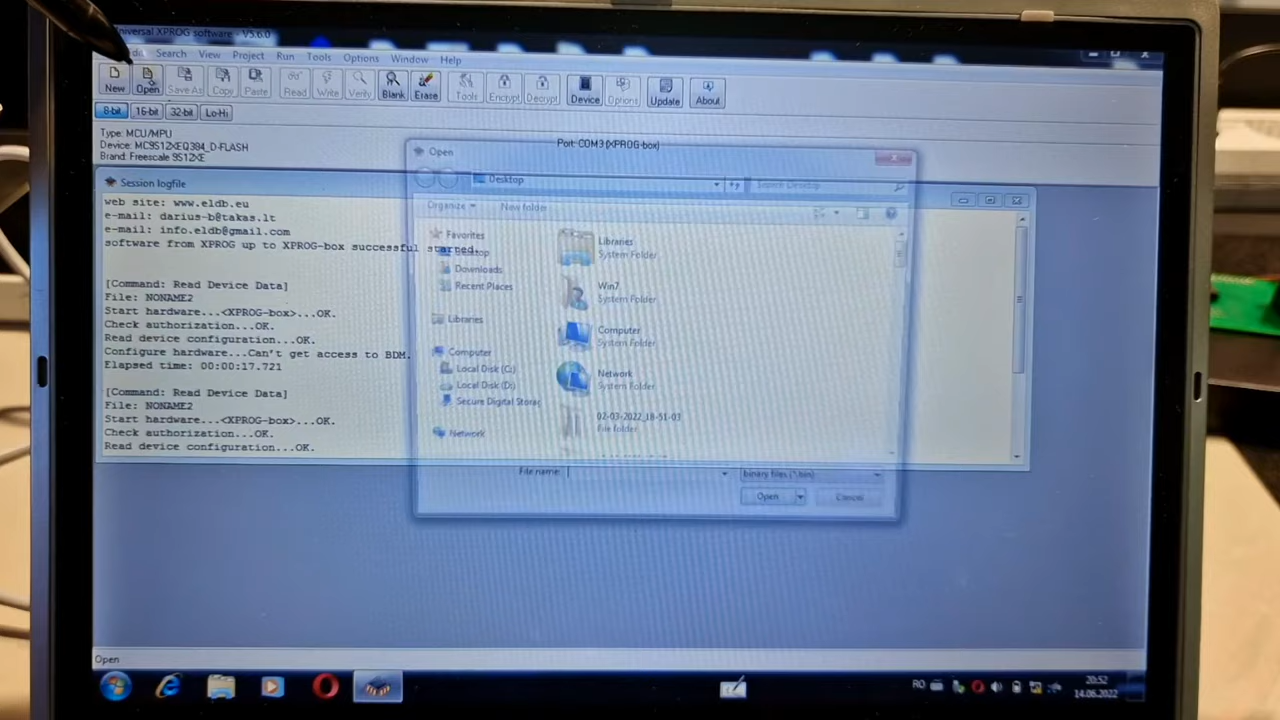 Universal XPROG software - V5.6.0
Search View Project Run Tools Options Window Help
New Open Save As Copy Paste Read Write Verify Blank Erase Tools Encrypt Decrypt Device Options Update About
8-bit 16-bit 32-bit Lo-Hi
Type: MCU/MPU
Device: MC9S12XEQ384_D-FLASH
Brand: Freescale 9S12XE
Port: COM3 (XPROG-box)
Session logfile
web site: www.eldb.eu
e-mail: darius-b@takas.lt
e-mail: info.eldb@gmail.com
software from XPROG up to XPROG-box successful started.
[Command: Read Device Data]
File: NONAME2
Start hardware...<XPROG-box>...OK.
Check authorization...OK.
Read device configuration...OK.
Configure hardware...Can't get access to BDM.
Elapsed time: 00:00:17.721
[Command: Read Device Data]
File: NONAME2
Start hardware...<XPROG-box>...OK.
Check authorization...OK.
Read device configuration...OK.
Open
Desktop
Search Desktop
Organize
New folder
Favorites
Desktop
Downloads
Recent Places
Libraries
Computer
Local Disk (C:)
Local Disk (D:)
Secure Digital Storag
Network
Libraries
System Folder
Win7
System Folder
Computer
System Folder
Network
System Folder
02-03-2022_18-51-03
File folder
File name:
binary files (*.bin)
Open
Cancel
Open
RO
20:52
14.06.2022